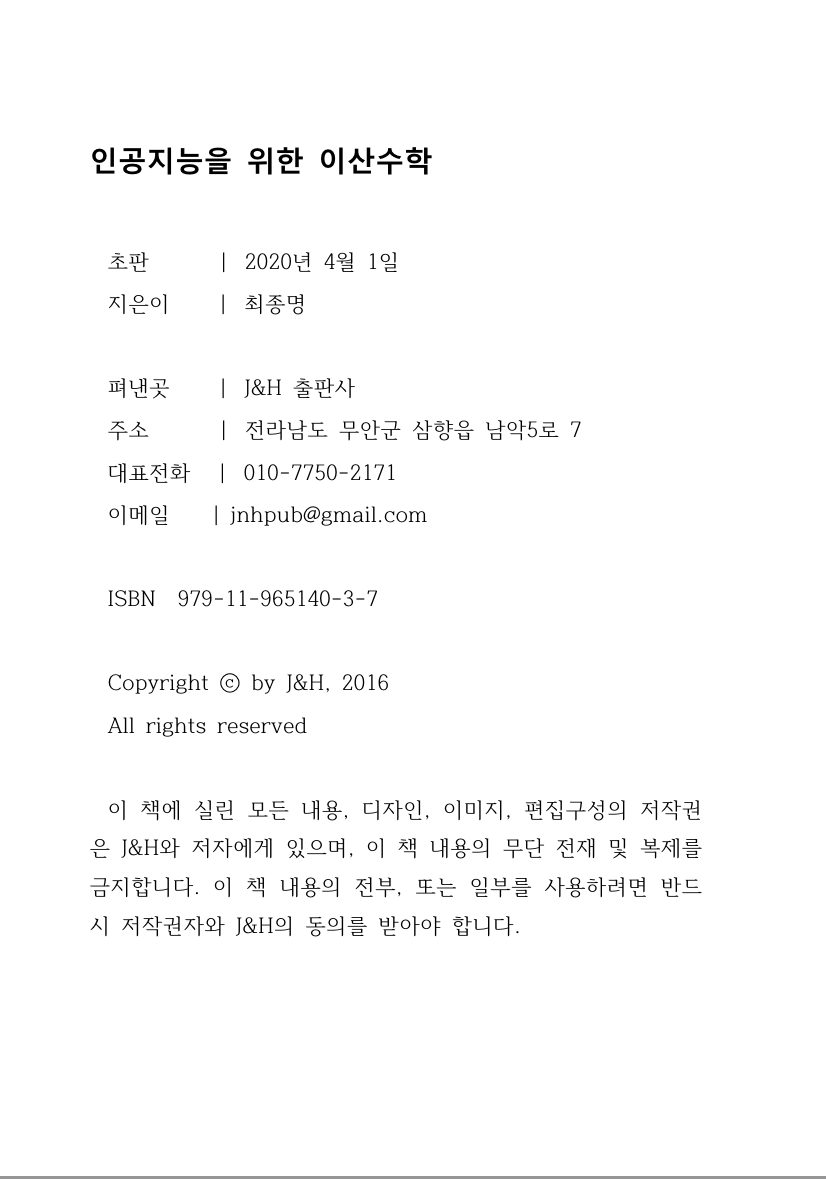 인공지능을 위한 이산수학
초판 | 2020년 4월 1일
지은이 | 최종명
펴낸곳 | J&H 출판사
주소 | 전라남도 무안군 삼향읍 남악5로 7
대표전화 | 010-7750-2171
이메일 | jnhpub@gmail.com
ISBN 979-11-965140-3-7
Copyright ⓒ by J&H, 2016
All rights reserved
이 책에 실린 모든 내용, 디자인, 이미지, 편집구성의 저작권
은 J&H와 저자에게 있으며, 이 책 내용의 무단 전재 및 복제를
금지합니다. 이 책 내용의 전부, 또는 일부를 사용하려면 반드
시 저작권자와 J&H의 동의를 받아야 합니다.